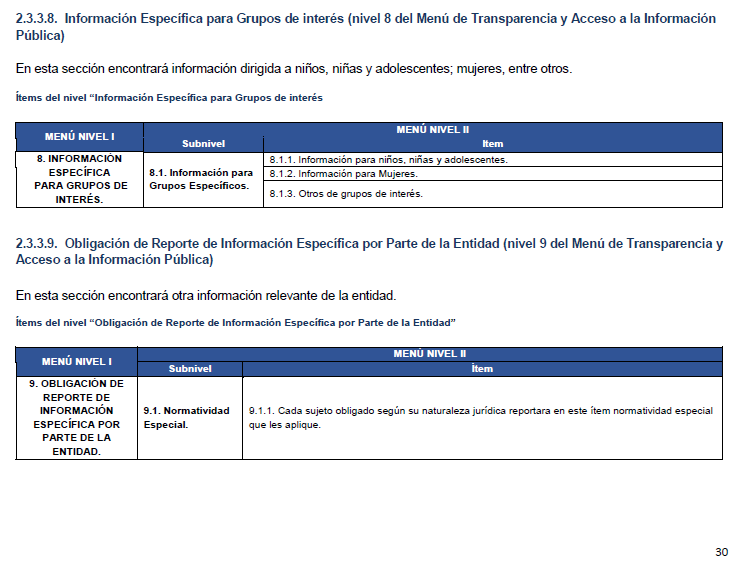 2.3.3.8. Información Específica para Grupos de interés (nivel 8 del Menú de Transparencia y Acceso a la Información
Pública)
En esta sección encontrará información dirigida a niños, niñas y adolescentes; mujeres, entre otros.
Ítems del nivel “Información Específica para Grupos de interés
MENÚ NIVEL I
MENÚ NIVEL II
Subnivel
Item
8. INFORMACIÓN
ESPECÍFICA
PARA GRUPOS DE
INTERÉS.
8.1. Información para
Grupos Específicos.
8.1.1. Información para niños, niñas y adolescentes.
8.1.2. Información para Mujeres.
8.1.3. Otros de grupos de interés.
2.3.3.9. Obligación de Reporte de Información Específica por Parte de la Entidad (nivel 9 del Menú de Transparencia y
Acceso a la Información Pública)
En esta sección encontrará otra información relevante de la entidad.
Ítems del nivel “Obligación de Reporte de Información Específica por Parte de la Entidad”
MENÚ NIVEL I
MENÚ NIVEL II
Subnivel
Ítem
9. OBLIGACIÓN DE
REPORTE DE
INFORMACIÓN
ESPECÍFICA POR
PARTE DE LA
ENTIDAD.
9.1. Normatividad
Especial.
9.1.1. Cada sujeto obligado según su naturaleza jurídica reportara en este ítem normatividad especial
que les aplique.
30